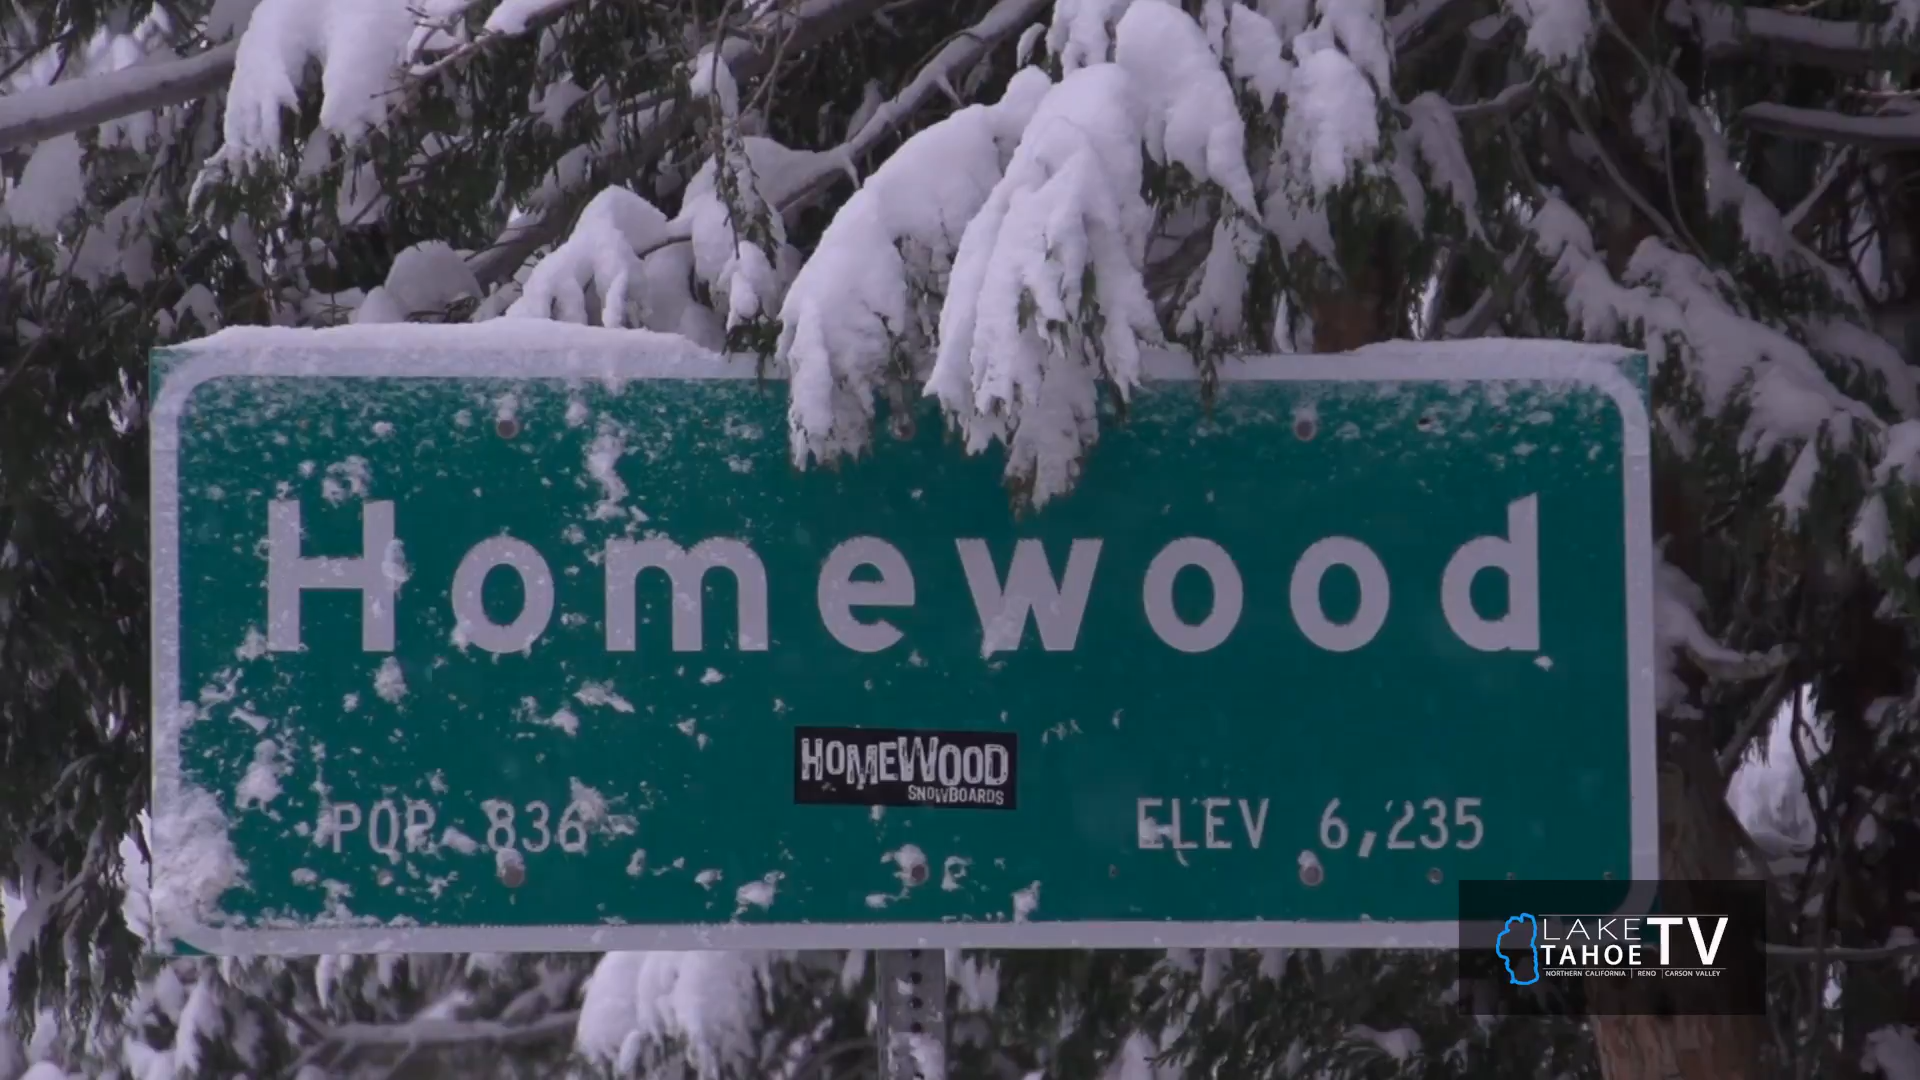 Homewood
HOMEWOOD
SNOWBOARDS
POP. 836
ELEV 6,235
LAKE
TAHOE TV
NORTHERN CALIFORNIA | RENO | CARSON VALLEY